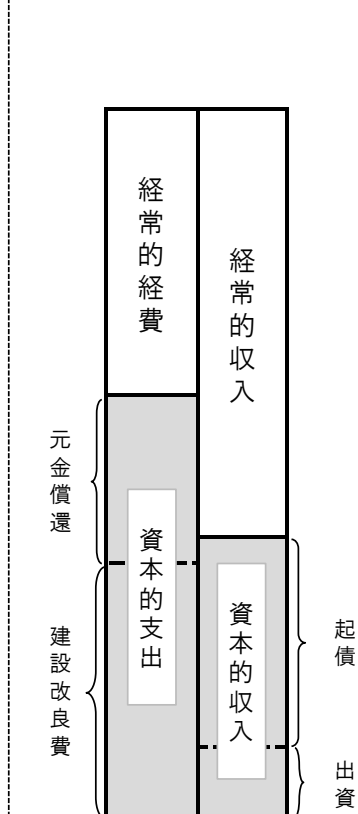 経常的経費
経常的収入
元金償還
資本的支出
資本的収入
建設改良費
起債
出資